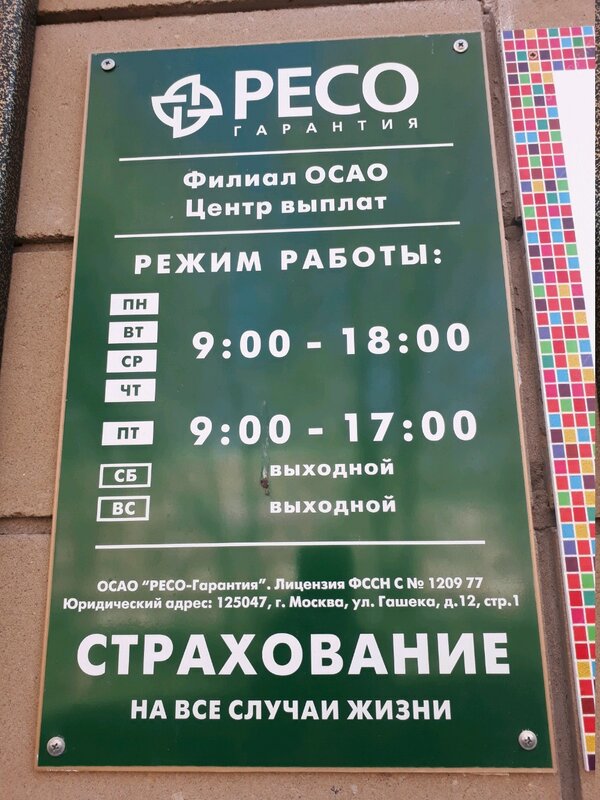 РЕСО
ГАРАНТИЯ
Филиал ОСАО
Центр выплат
РЕЖИМ РАБОТЫ:
ПН
ВТ
9:00 - 18:00
СР
ЧТ
ПТ 9:00 - 17:00
СБ выходной
ВС выходной
ОСАО "РЕСО-Гарантия". Лицензия ФССН С № 1209 77
Юридический адрес: 125047, г. Москва, ул. Гашека, д.12, стр.1
СТРАХОВАНИЕ
НА ВСЕ СЛУЧАИ ЖИЗНИ